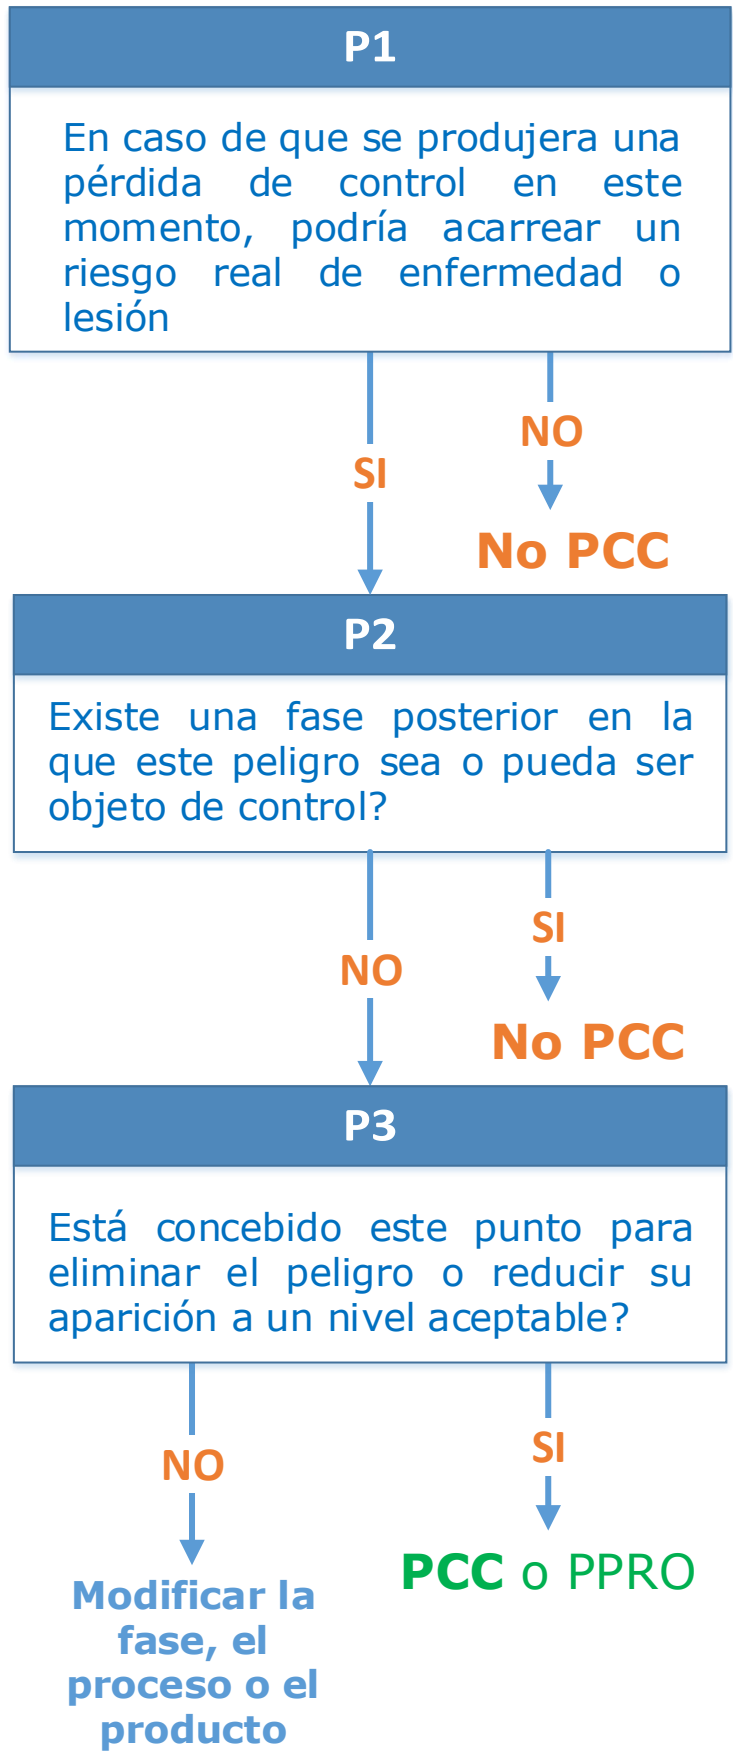 P1
En caso de que se produjera una
pérdida de control en este
momento, podría acarrear un
riesgo real de enfermedad o
lesión
NO
SI
No PCC
P2
Existe una fase posterior en la
que este peligro sea o pueda ser
objeto de control?
SI
NO
No PCC
P3
Está concebido este punto para
eliminar el peligro o reducir su
aparición a un nivel aceptable?
NO
SI
PCC o PPRO
Modificar la
fase, el
proceso o el
producto